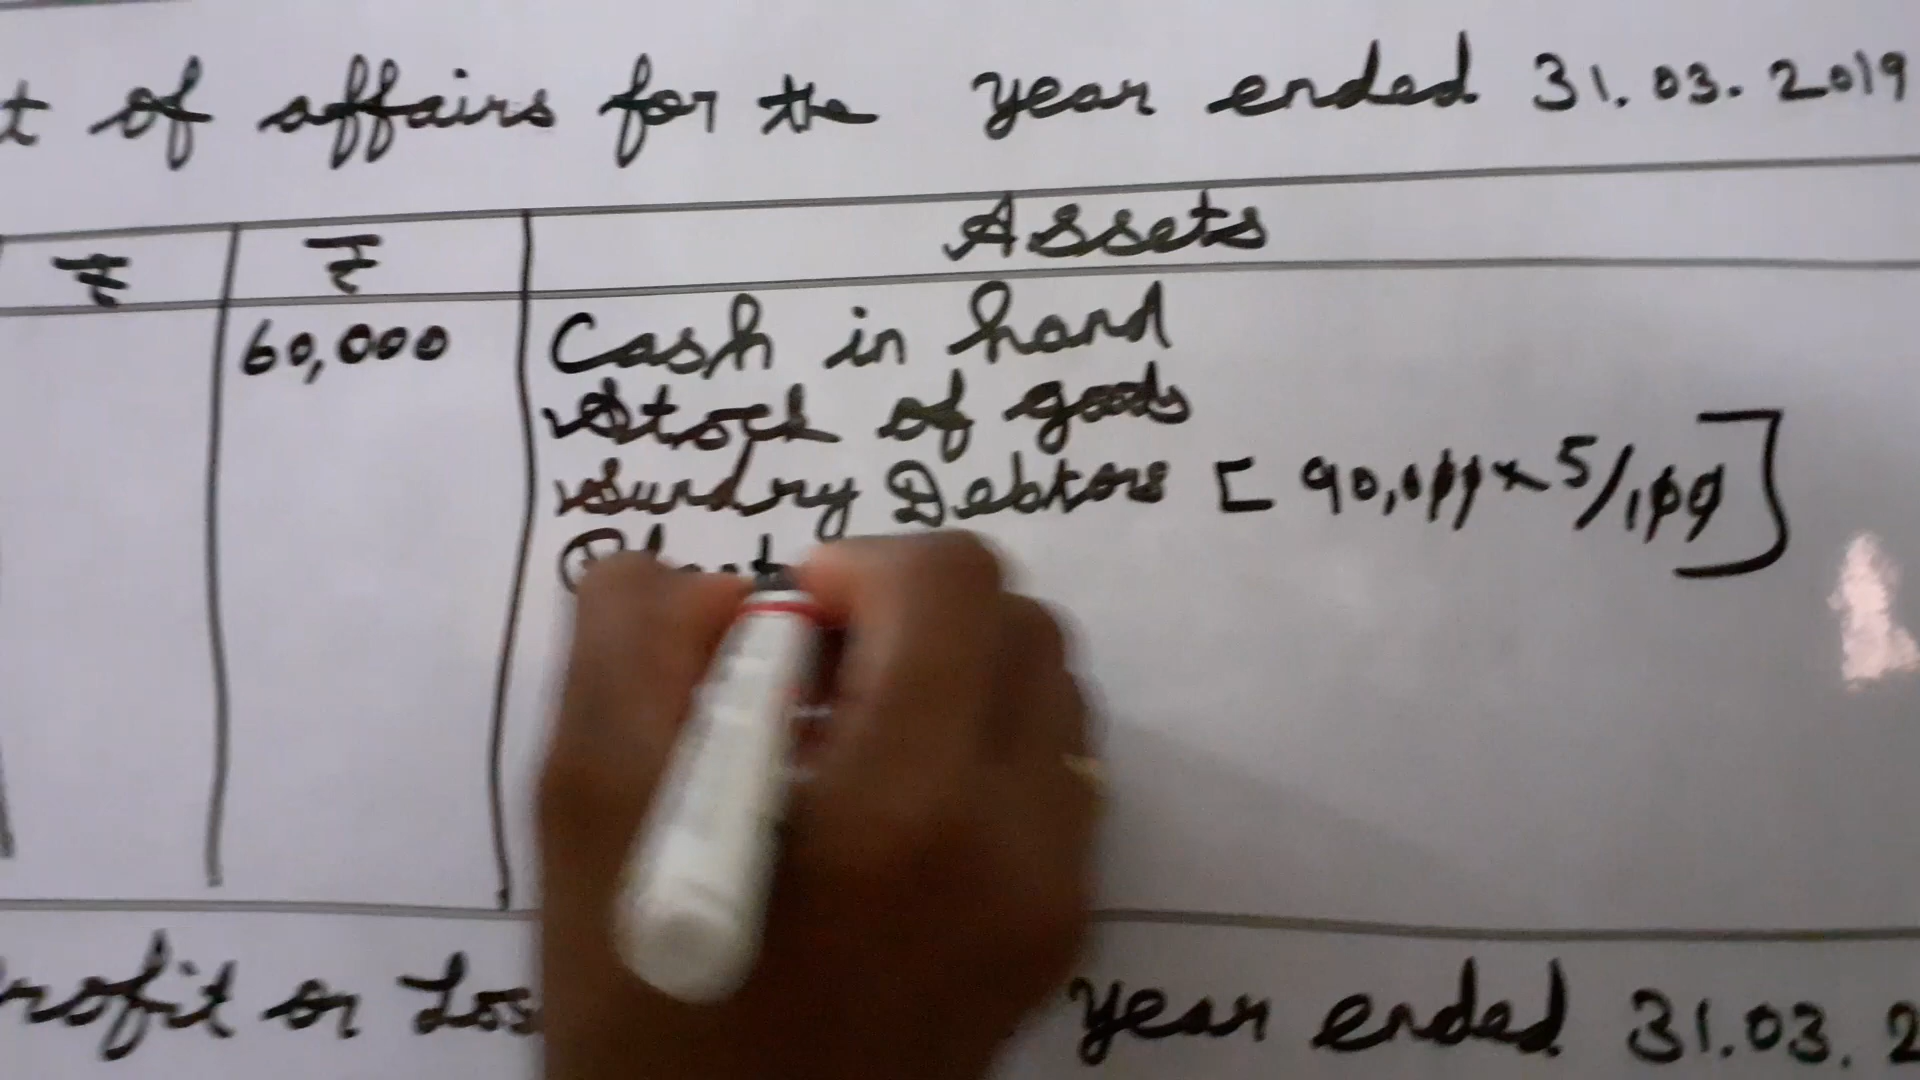 t of affairs for the year ended 31.03.2019
₹ ₹ Assets
60,000 Cash in hand
Stock of goods
Sundry Debtors [ 90,000 x 5/100 ]
Plant
rofit or Los year ended 31.03.2